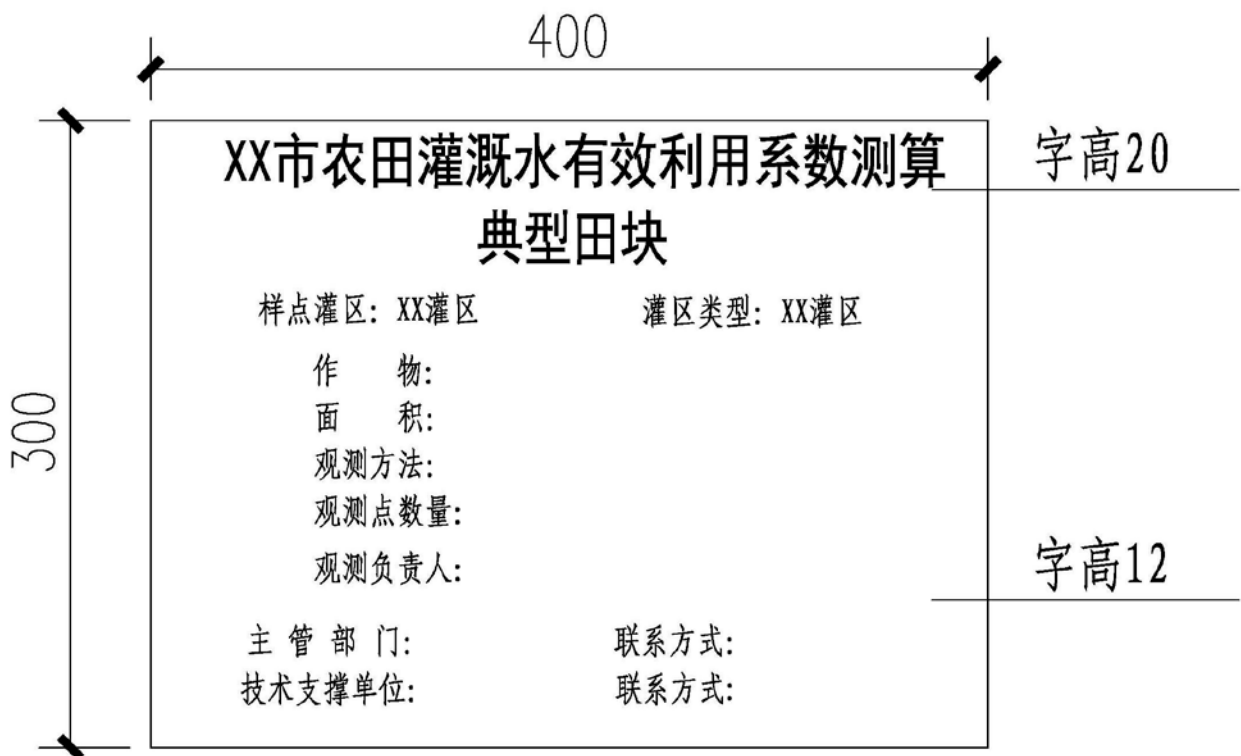 400
XX市农田灌溉水有效利用系数测算
字高20
典型田块
样点灌区: XX灌区 灌区类型: XX灌区
作 物:
300
面 积:
观测方法:
观测点数量:
观测负责人:
字高12
主 管 部 门: 联系方式:
技术支撑单位: 联系方式: